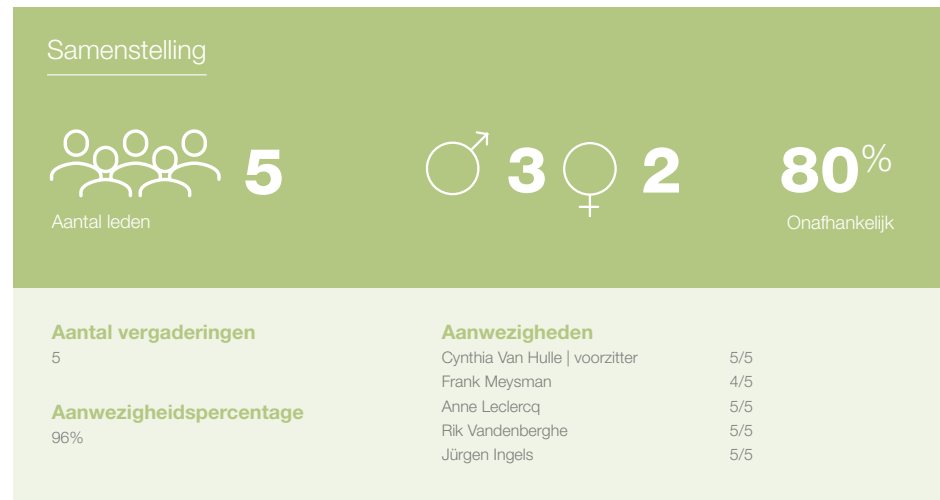 Samenstelling
5
Aantal leden
3
2
80%
Onafhankelijk
Aantal vergaderingen
5
Aanwezigheidspercentage
96%
Aanwezigheden
Cynthia Van Hulle | voorzitter 5/5
Frank Meysman 4/5
Anne Leclercq 5/5
Rik Vandenberghe 5/5
Jürgen Ingels 5/5